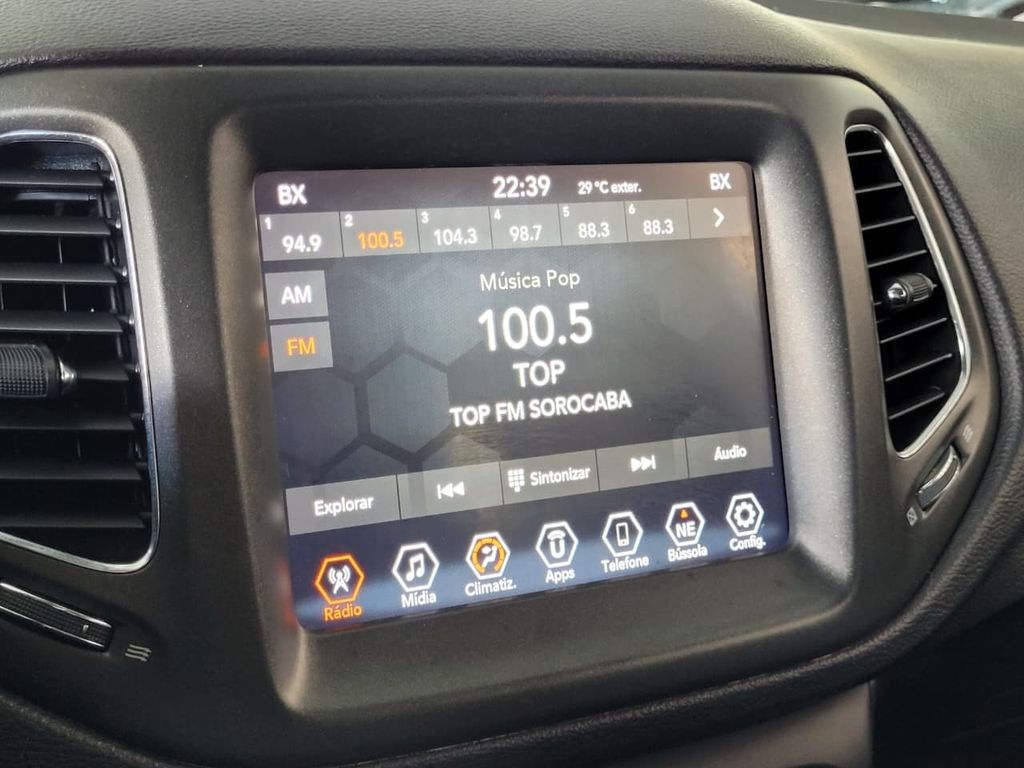 BX 22:39 29 °C exter. BX
1 94.9 2 100.5 3 104.3 4 98.7 5 88.3 6 88.3
AM
FM
Música Pop
100.5
TOP
TOP FM SOROCABA
Explorar Sintonizar Áudio
Rádio Mídia Climatiz. Apps Telefone NE Bússola Config.